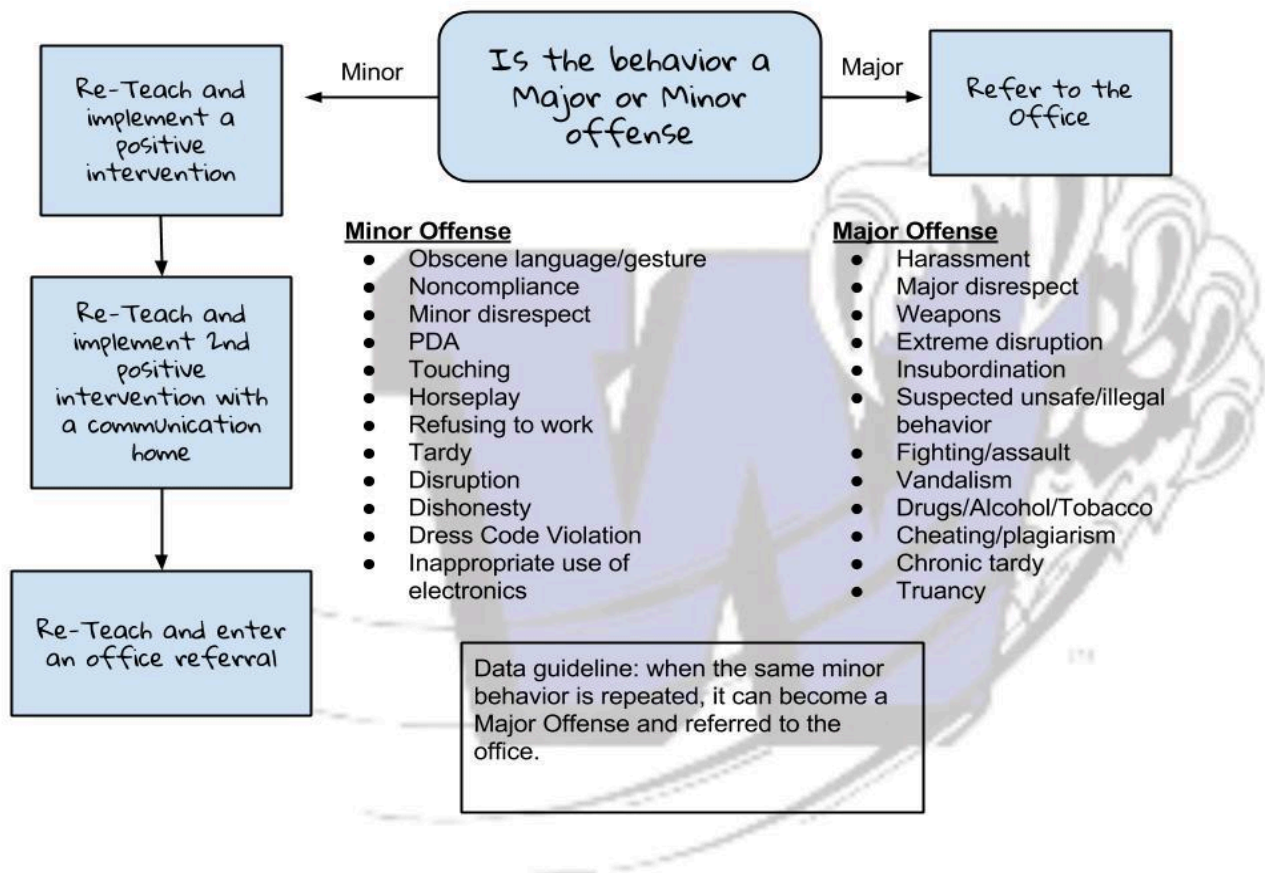 Is the behavior a
Major or Minor
offense
Minor
Major
Re-Teach and
implement a
positive
intervention
Refer to the
Office
Re-Teach and
implement 2nd
positive
intervention with
a communication
home
Re-Teach and enter
an office referral
Minor Offense
● Obscene language/gesture
● Noncompliance
● Minor disrespect
● PDA
● Touching
● Horseplay
● Refusing to work
● Tardy
● Disruption
● Dishonesty
● Dress Code Violation
● Inappropriate use of
electronics
Major Offense
● Harassment
● Major disrespect
● Weapons
● Extreme disruption
● Insubordination
● Suspected unsafe/illegal
behavior
● Fighting/assault
● Vandalism
● Drugs/Alcohol/Tobacco
● Cheating/plagiarism
● Chronic tardy
● Truancy
Data guideline: when the same minor
behavior is repeated, it can become a
Major Offense and referred to the
office.
W